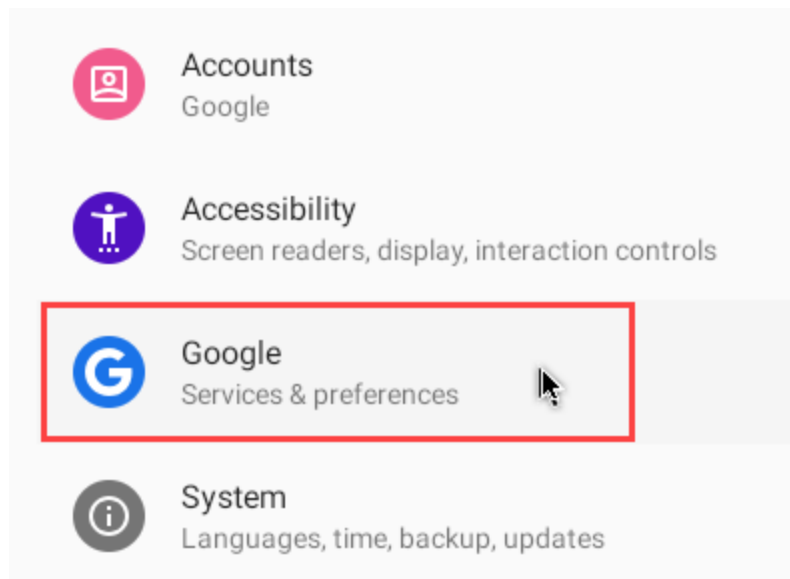 Accounts
Google
Accessibility
Screen readers, display, interaction controls
Google
Services & preferences
System
Languages, time, backup, updates